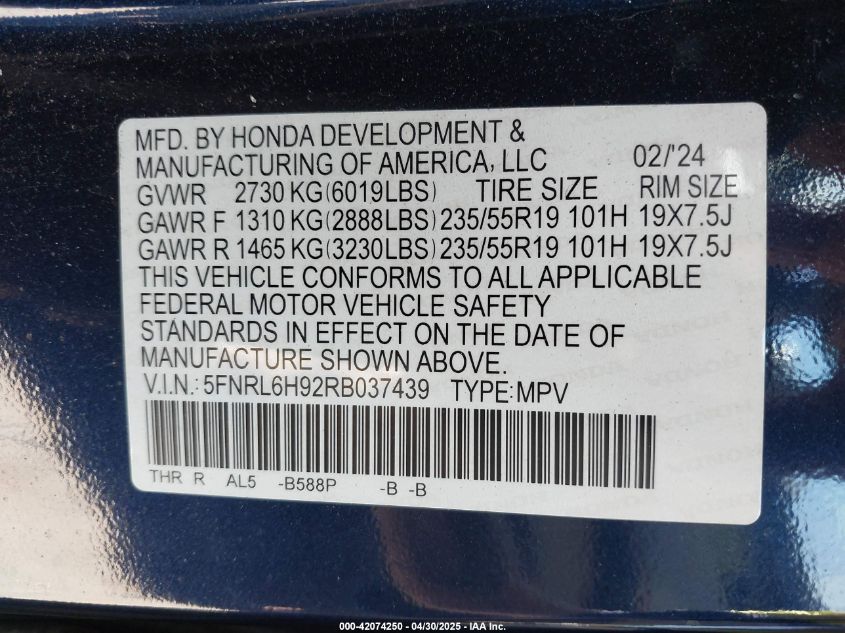 MFD. BY HONDA DEVELOPMENT &
MANUFACTURING OF AMERICA, LLC 02/'24
GVWR 2730 KG(6019LBS) TIRE SIZE RIM SIZE
GAWR F 1310 KG(2888LBS) 235/55R19 101H 19X7.5J
GAWR R 1465 KG(3230LBS) 235/55R19 101H 19X7.5J
THIS VEHICLE CONFORMS TO ALL APPLICABLE
FEDERAL MOTOR VEHICLE SAFETY
STANDARDS IN EFFECT ON THE DATE OF
MANUFACTURE SHOWN ABOVE.
V.I.N.: 5FNRL6H92RB037439 TYPE:MPV
THR R AL5 -B588P -B -B
000-42074250 - 04/30/2025 - IAA Inc.